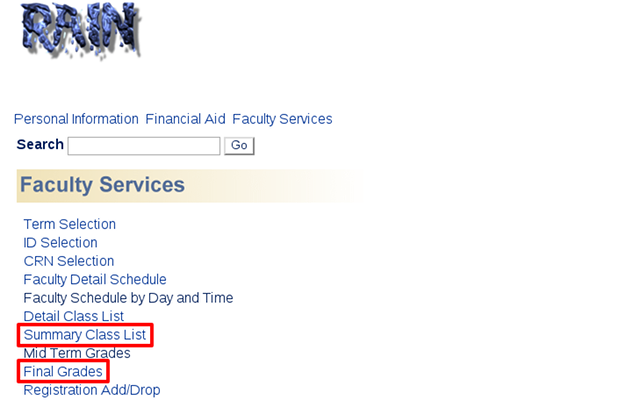 RAIN
Personal Information Financial Aid Faculty Services
Search Go
Faculty Services
Term Selection
ID Selection
CRN Selection
Faculty Detail Schedule
Faculty Schedule by Day and Time
Detail Class List
Summary Class List
Mid Term Grades
Final Grades
Registration Add/Drop